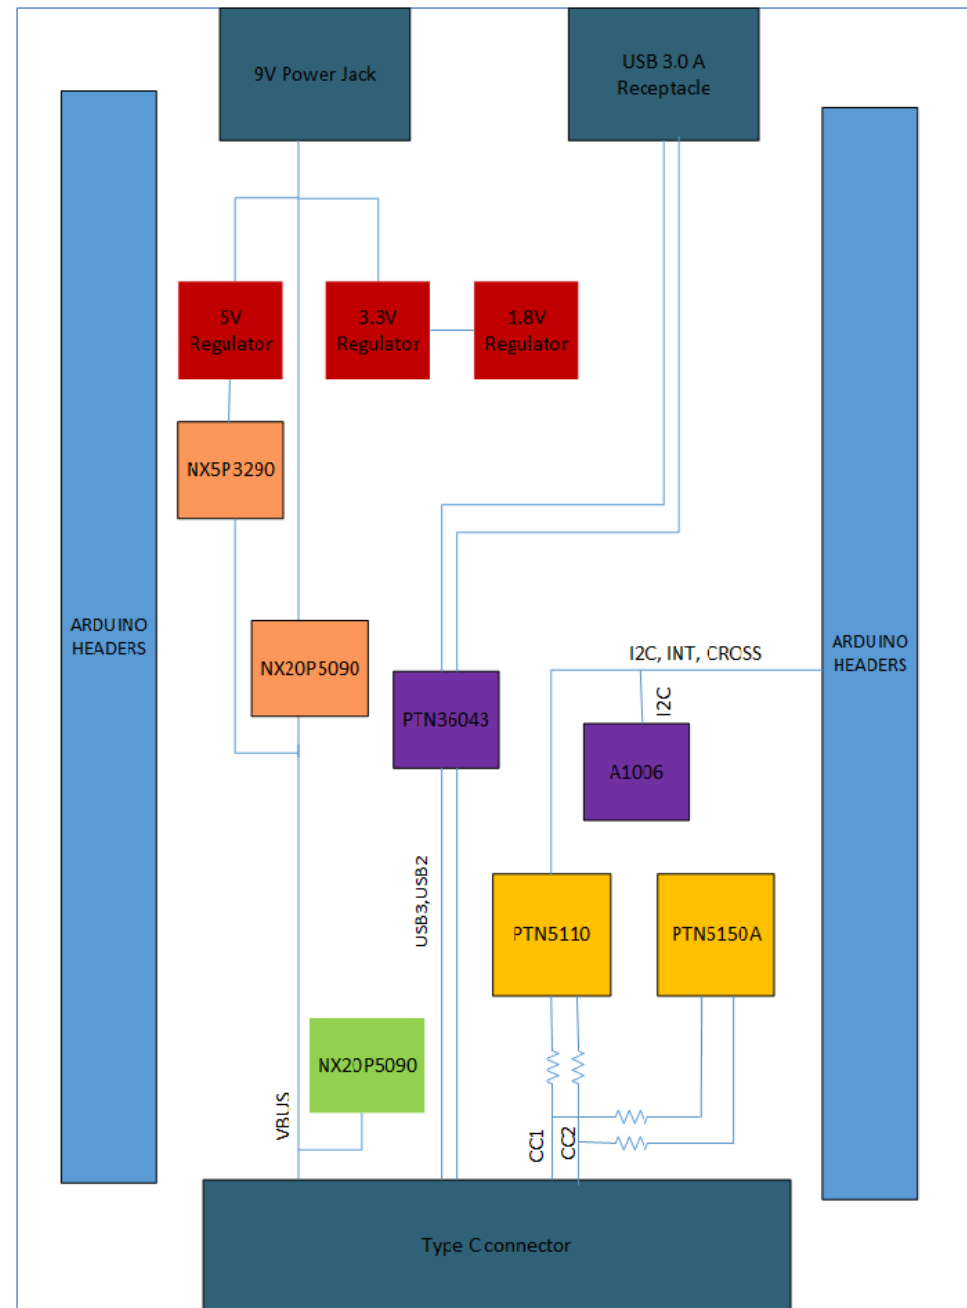 9V Power Jack
USB 3.0 A
Receptacle
5V
Regulator
3.3V
Regulator
1.8V
Regulator
NX5P3290
ARDUINO
HEADERS
NX20P5090
PTN36043
I2C, INT, CROSS
I2C
A1006
ARDUINO
HEADERS
USB3,USB2
PTN5110
PTN5150A
NX20P5090
VBUS
CC1
CC2
Type C connector